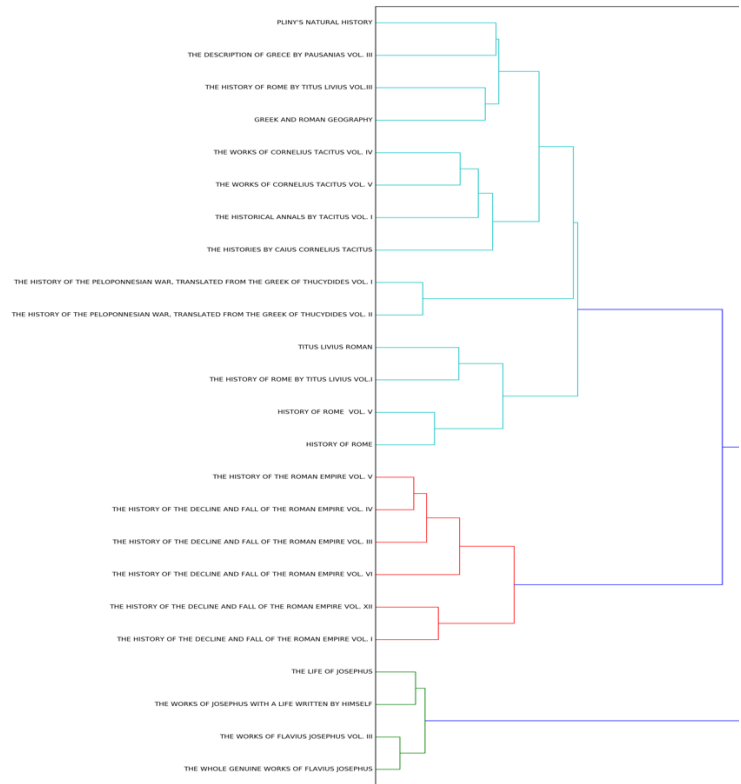 PLINY'S NATURAL HISTORY
THE DESCRIPTION OF GRECE BY PAUSANIAS VOL. III
THE HISTORY OF ROME BY TITUS LIVIUS VOL.III
GREEK AND ROMAN GEOGRAPHY
THE WORKS OF CORNELIUS TACITUS VOL. IV
THE WORKS OF CORNELIUS TACITUS VOL. V
THE HISTORICAL ANNALS BY TACITUS VOL. I
THE HISTORIES BY CAIUS CORNELIUS TACITUS
THE HISTORY OF THE PELOPONNESIAN WAR, TRANSLATED FROM THE GREEK OF THUCYDIDES VOL. I
THE HISTORY OF THE PELOPONNESIAN WAR, TRANSLATED FROM THE GREEK OF THUCYDIDES VOL. II
TITUS LIVIUS ROMAN
THE HISTORY OF ROME BY TITUS LIVIUS VOL.I
HISTORY OF ROME  VOL. V
HISTORY OF ROME
THE HISTORY OF THE ROMAN EMPIRE VOL. V
THE HISTORY OF THE DECLINE AND FALL OF THE ROMAN EMPIRE VOL. IV
THE HISTORY OF THE DECLINE AND FALL OF THE ROMAN EMPIRE VOL. III
THE HISTORY OF THE DECLINE AND FALL OF THE ROMAN EMPIRE VOL. VI
THE HISTORY OF THE DECLINE AND FALL OF THE ROMAN EMPIRE VOL. XII
THE HISTORY OF THE DECLINE AND FALL OF THE ROMAN EMPIRE VOL. I
THE LIFE OF JOSEPHUS
THE WORKS OF JOSEPHUS WITH A LIFE WRITTEN BY HIMSELF
THE WORKS OF FLAVIUS JOSEPHUS VOL. III
THE WHOLE GENUINE WORKS OF FLAVIUS JOSEPHUS